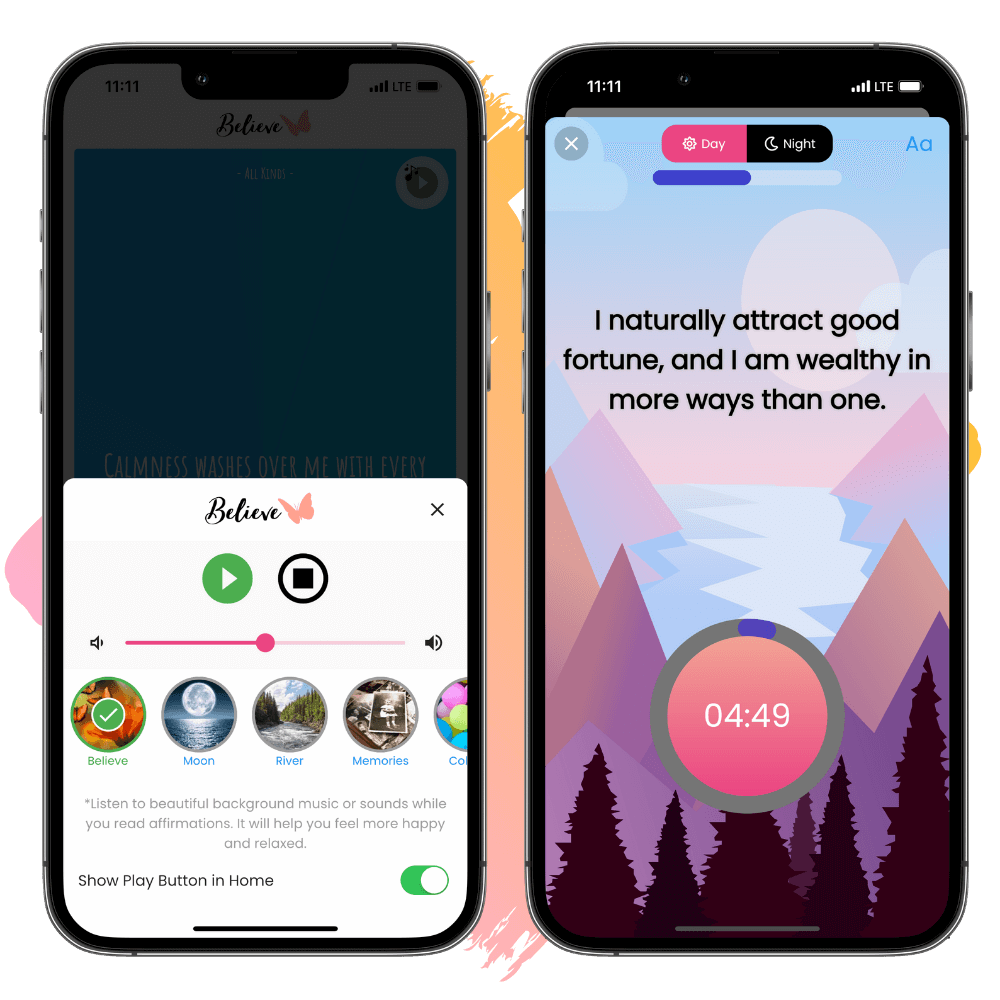 11:11
LTE
Believe
- All Kinds -
Calmness washes over me with every
Believe
Believe
Moon
River
Memories
Col
*Listen to beautiful background music or sounds while
you read affirmations. It will help you feel more happy
and relaxed.
Show Play Button in Home
11:11
LTE
Day
Night
Aa
I naturally attract good
fortune, and I am wealthy in
more ways than one.
04:49